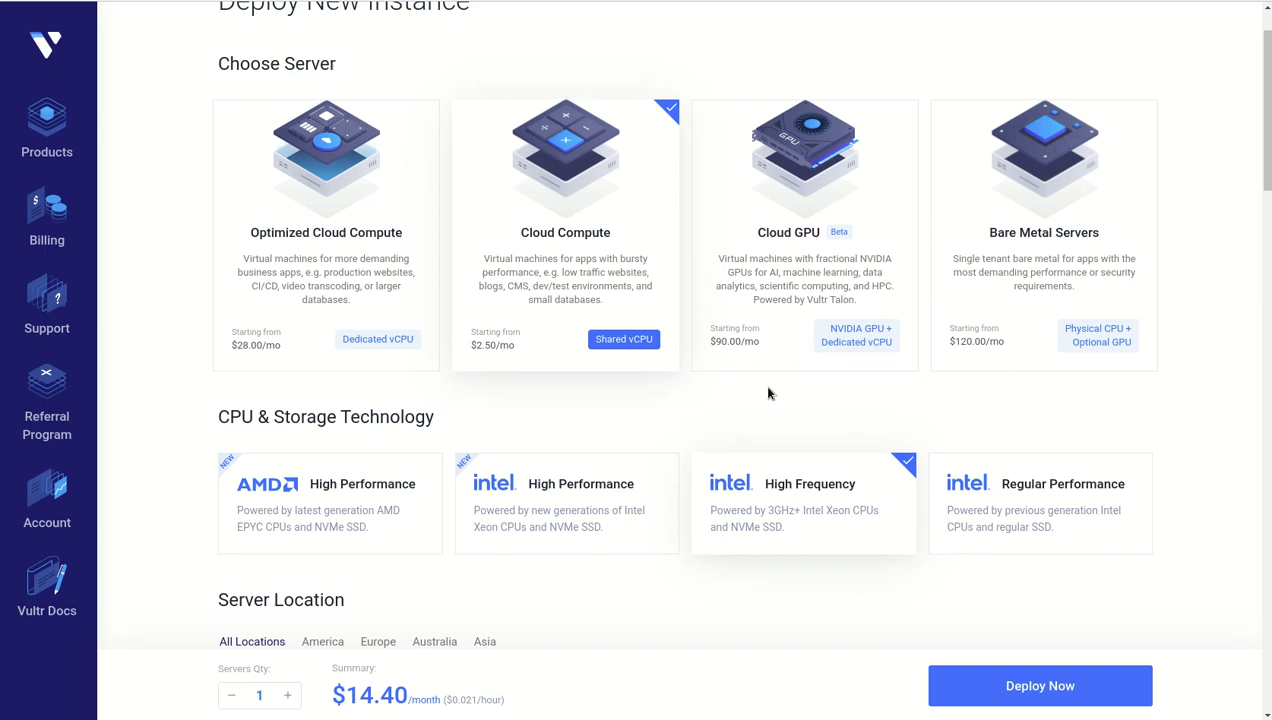 Deploy New Instance
Choose Server
Products
Billing
Support
Referral
Program
Account
Vultr Docs
GPU
Optimized Cloud Compute
Virtual machines for more demanding
business apps, e.g. production websites,
CI/CD, video transcoding, or larger
databases.
Starting from
$28.00/mo
Dedicated vCPU
Cloud Compute
Virtual machines for apps with bursty
performance, e.g. low traffic websites,
blogs, CMS, dev/test environments, and
small databases.
Starting from
$2.50/mo
Shared vCPU
Cloud GPU Beta
Virtual machines with fractional NVIDIA
GPUs for AI, machine learning, data
analytics, scientific computing, and HPC.
Powered by Vultr Talon.
Starting from
$90.00/mo
NVIDIA GPU +
Dedicated vCPU
Bare Metal Servers
Single tenant bare metal for apps with the
most demanding performance or security
requirements.
Starting from
$120.00/mo
Physical CPU +
Optional GPU
CPU & Storage Technology
NEW
AMD High Performance
Powered by latest generation AMD
EPYC CPUs and NVMe SSD.
NEW
intel. High Performance
Powered by new generations of Intel
Xeon CPUs and NVMe SSD.
intel. High Frequency
Powered by 3GHz+ Intel Xeon CPUs
and NVMe SSD.
intel. Regular Performance
Powered by previous generation Intel
CPUs and regular SSD.
Server Location
All Locations America Europe Australia Asia
Servers Qty:
− 1 +
Summary:
$14.40/month ($0.021/hour)
Deploy Now